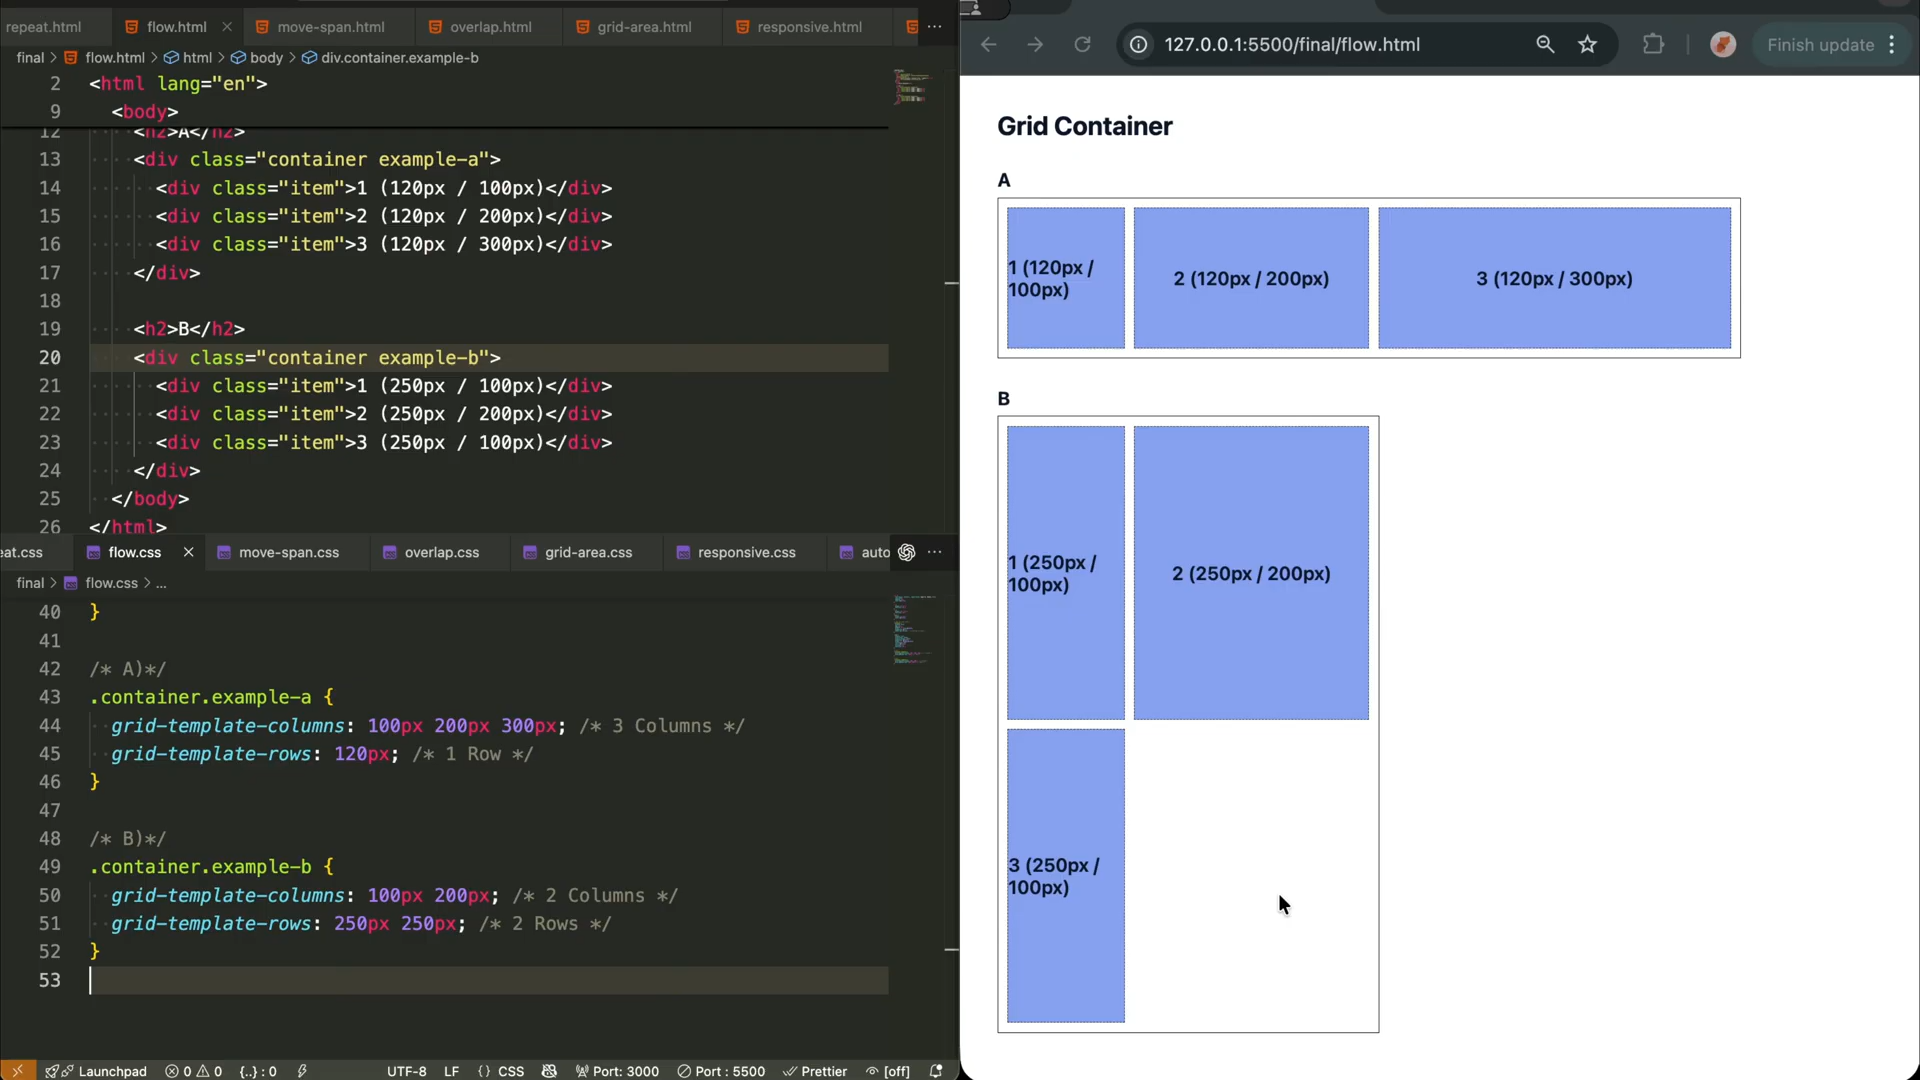 repeat.html flow.html move-span.html overlap.html grid-area.html responsive.html ...
final > flow.html > html > body > div.container.example-b
2 <html lang="en">
9 <body>
12 <h2>A</h2>
13 <div class="container example-a">
14 <div class="item">1 (120px / 100px)</div>
15 <div class="item">2 (120px / 200px)</div>
16 <div class="item">3 (120px / 300px)</div>
17 </div>
18
19 <h2>B</h2>
20 <div class="container example-b">
21 <div class="item">1 (250px / 100px)</div>
22 <div class="item">2 (250px / 200px)</div>
23 <div class="item">3 (250px / 100px)</div>
24 </div>
25 </body>
26 </html>
eat.css flow.css move-span.css overlap.css grid-area.css responsive.css auto ...
final > flow.css > ...
40 }
41
42 /* A)*/
43 .container.example-a {
44 grid-template-columns: 100px 200px 300px; /* 3 Columns */
45 grid-template-rows: 120px; /* 1 Row */
46 }
47
48 /* B)*/
49 .container.example-b {
50 grid-template-columns: 100px 200px; /* 2 Columns */
51 grid-template-rows: 250px 250px; /* 2 Rows */
52 }
53
Launchpad 0 0 {..} : 0 UTF-8 LF {} CSS Port: 3000 Port : 5500 Prettier [off]
127.0.0.1:5500/final/flow.html Finish update
Grid Container
A
1 (120px /
100px)
2 (120px / 200px)
3 (120px / 300px)
B
1 (250px /
100px)
2 (250px / 200px)
3 (250px /
100px)